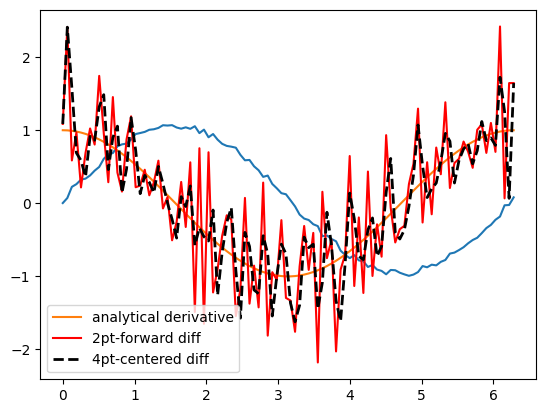 2
1
0
−1
−2
analytical derivative
2pt-forward diff
4pt-centered diff
0 1 2 3 4 5 6